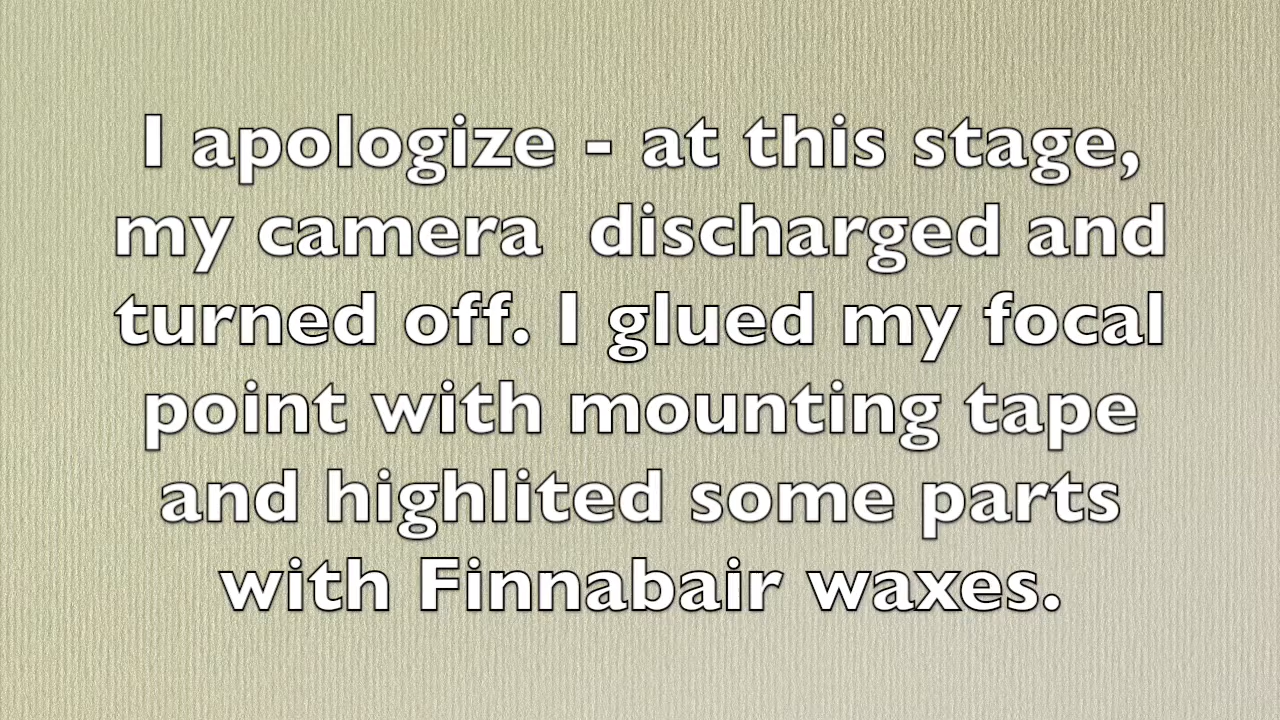 I apologize - at this stage,
my camera  discharged and
turned off. I glued my focal
point with mounting tape
and highlited some parts
with Finnabair waxes.